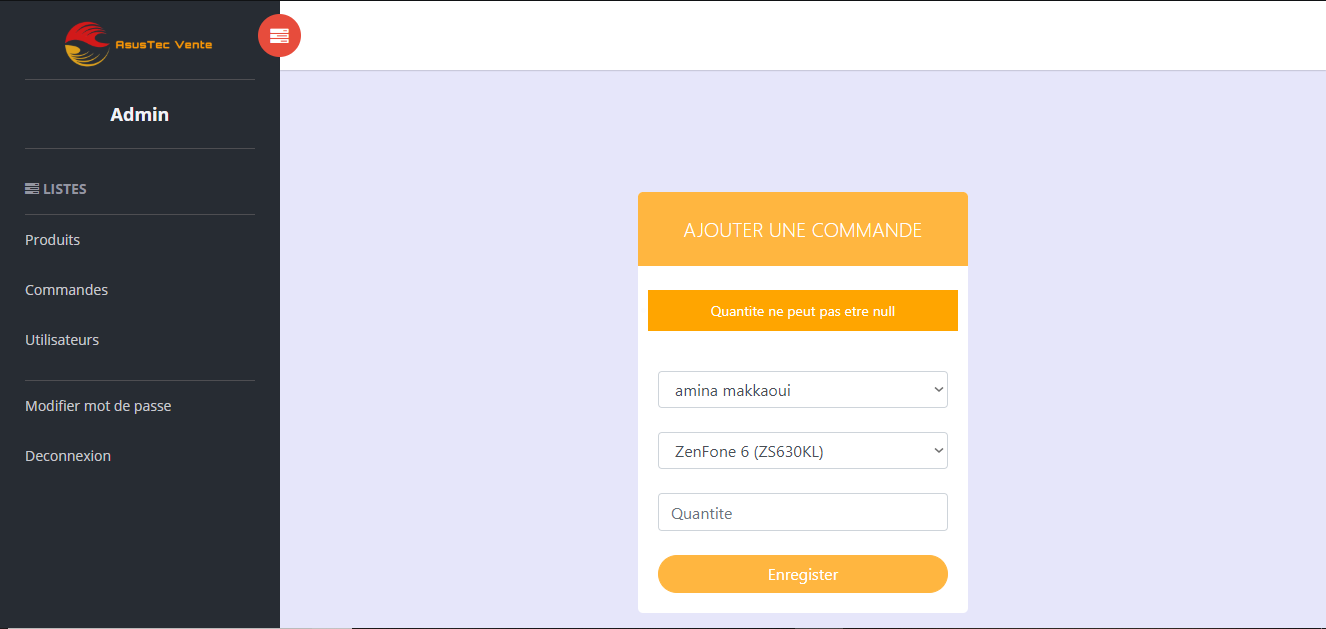 AsusTec Vente
Admin
LISTES
Produits
Commandes
Utilisateurs
Modifier mot de passe
Deconnexion
AJOUTER UNE COMMANDE
Quantite ne peut pas etre null
amina makkaoui
ZenFone 6 (ZS630KL)
Quantite
Enregister